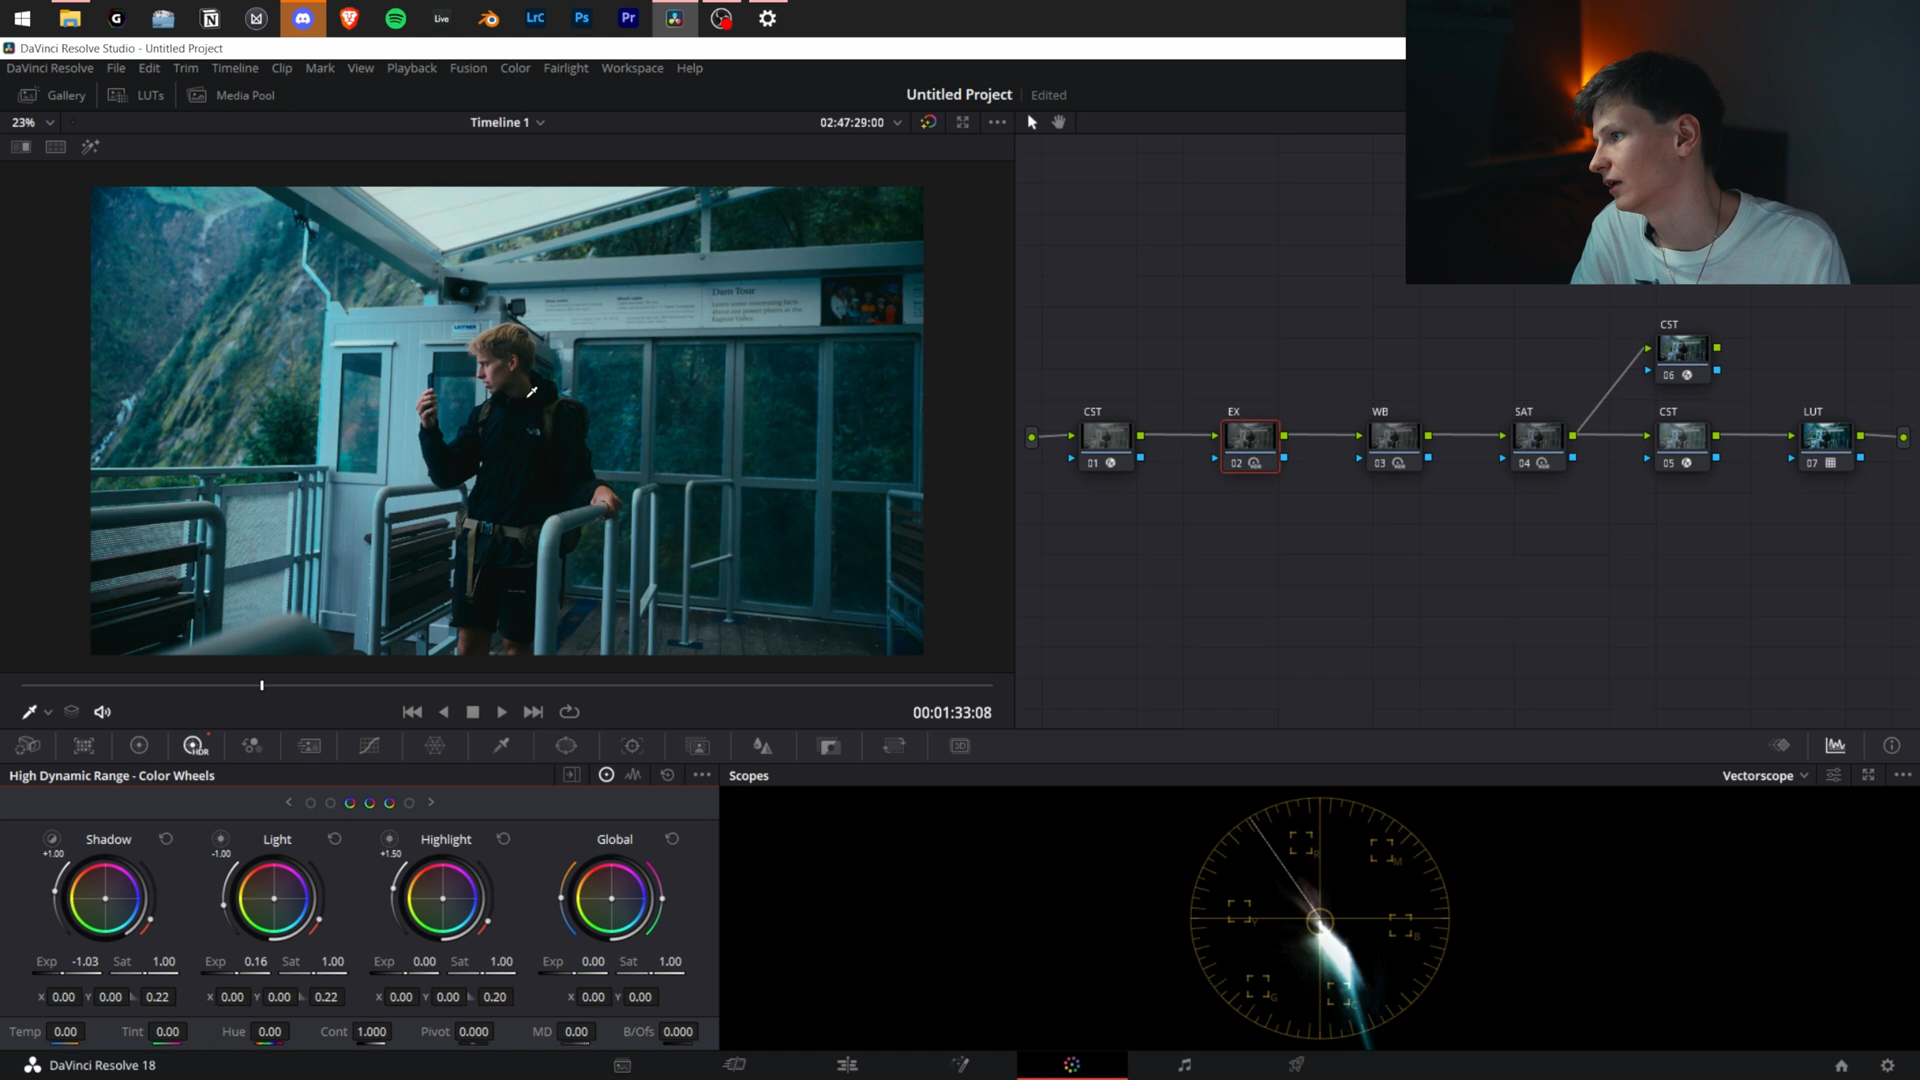 Live
LrC
Ps
Pr
DaVinci Resolve Studio - Untitled Project
DaVinci Resolve File Edit Trim Timeline Clip Mark View Playback Fusion Color Fairlight Workspace Help
Gallery LUTs Media Pool
Untitled Project Edited
23% Timeline 1 02:47:29:00
Dam Tour
LEITNER
CST
06
CST EX WB SAT CST LUT
01 02 03 04 05 07
00:01:33:08
HDR
3D
High Dynamic Range - Color Wheels
Scopes
Vectorscope
Shadow Light Highlight Global
+1.00 -1.00 +1.50
Exp -1.03 Sat 1.00 Exp 0.16 Sat 1.00 Exp 0.00 Sat 1.00 Exp 0.00 Sat 1.00
X 0.00 Y 0.00 0.22 X 0.00 Y 0.00 0.22 X 0.00 Y 0.00 0.20 X 0.00 Y 0.00
Temp 0.00 Tint 0.00 Hue 0.00 Cont 1.000 Pivot 0.000 MD 0.00 B/Ofs 0.000
R
M
Y
B
G
DaVinci Resolve 18